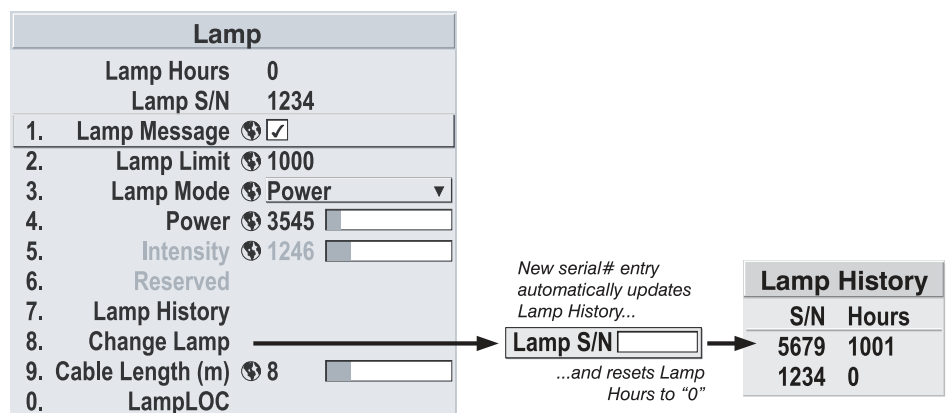 Lamp
Lamp Hours 0
Lamp S/N 1234
1. Lamp Message ✓
2. Lamp Limit 1000
3. Lamp Mode Power ▼
4. Power 3545
5. Intensity 1246
6. Reserved
7. Lamp History
8. Change Lamp
9. Cable Length (m) 8
0. LampLOC
New serial# entry
automatically updates
Lamp History...
Lamp S/N
...and resets Lamp
Hours to “0”
Lamp History
S/N Hours
5679 1001
1234 0